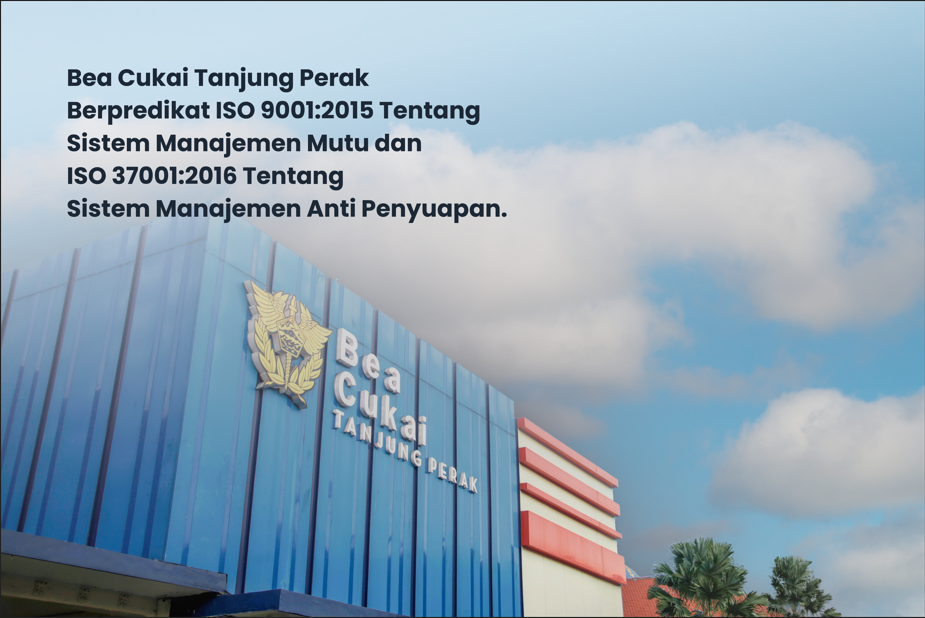 Bea Cukai Tanjung Perak
Berpredikat ISO 9001:2015 Tentang
Sistem Manajemen Mutu dan
ISO 37001:2016 Tentang
Sistem Manajemen Anti Penyuapan.
Bea
Cukai
TANJUNG PERAK